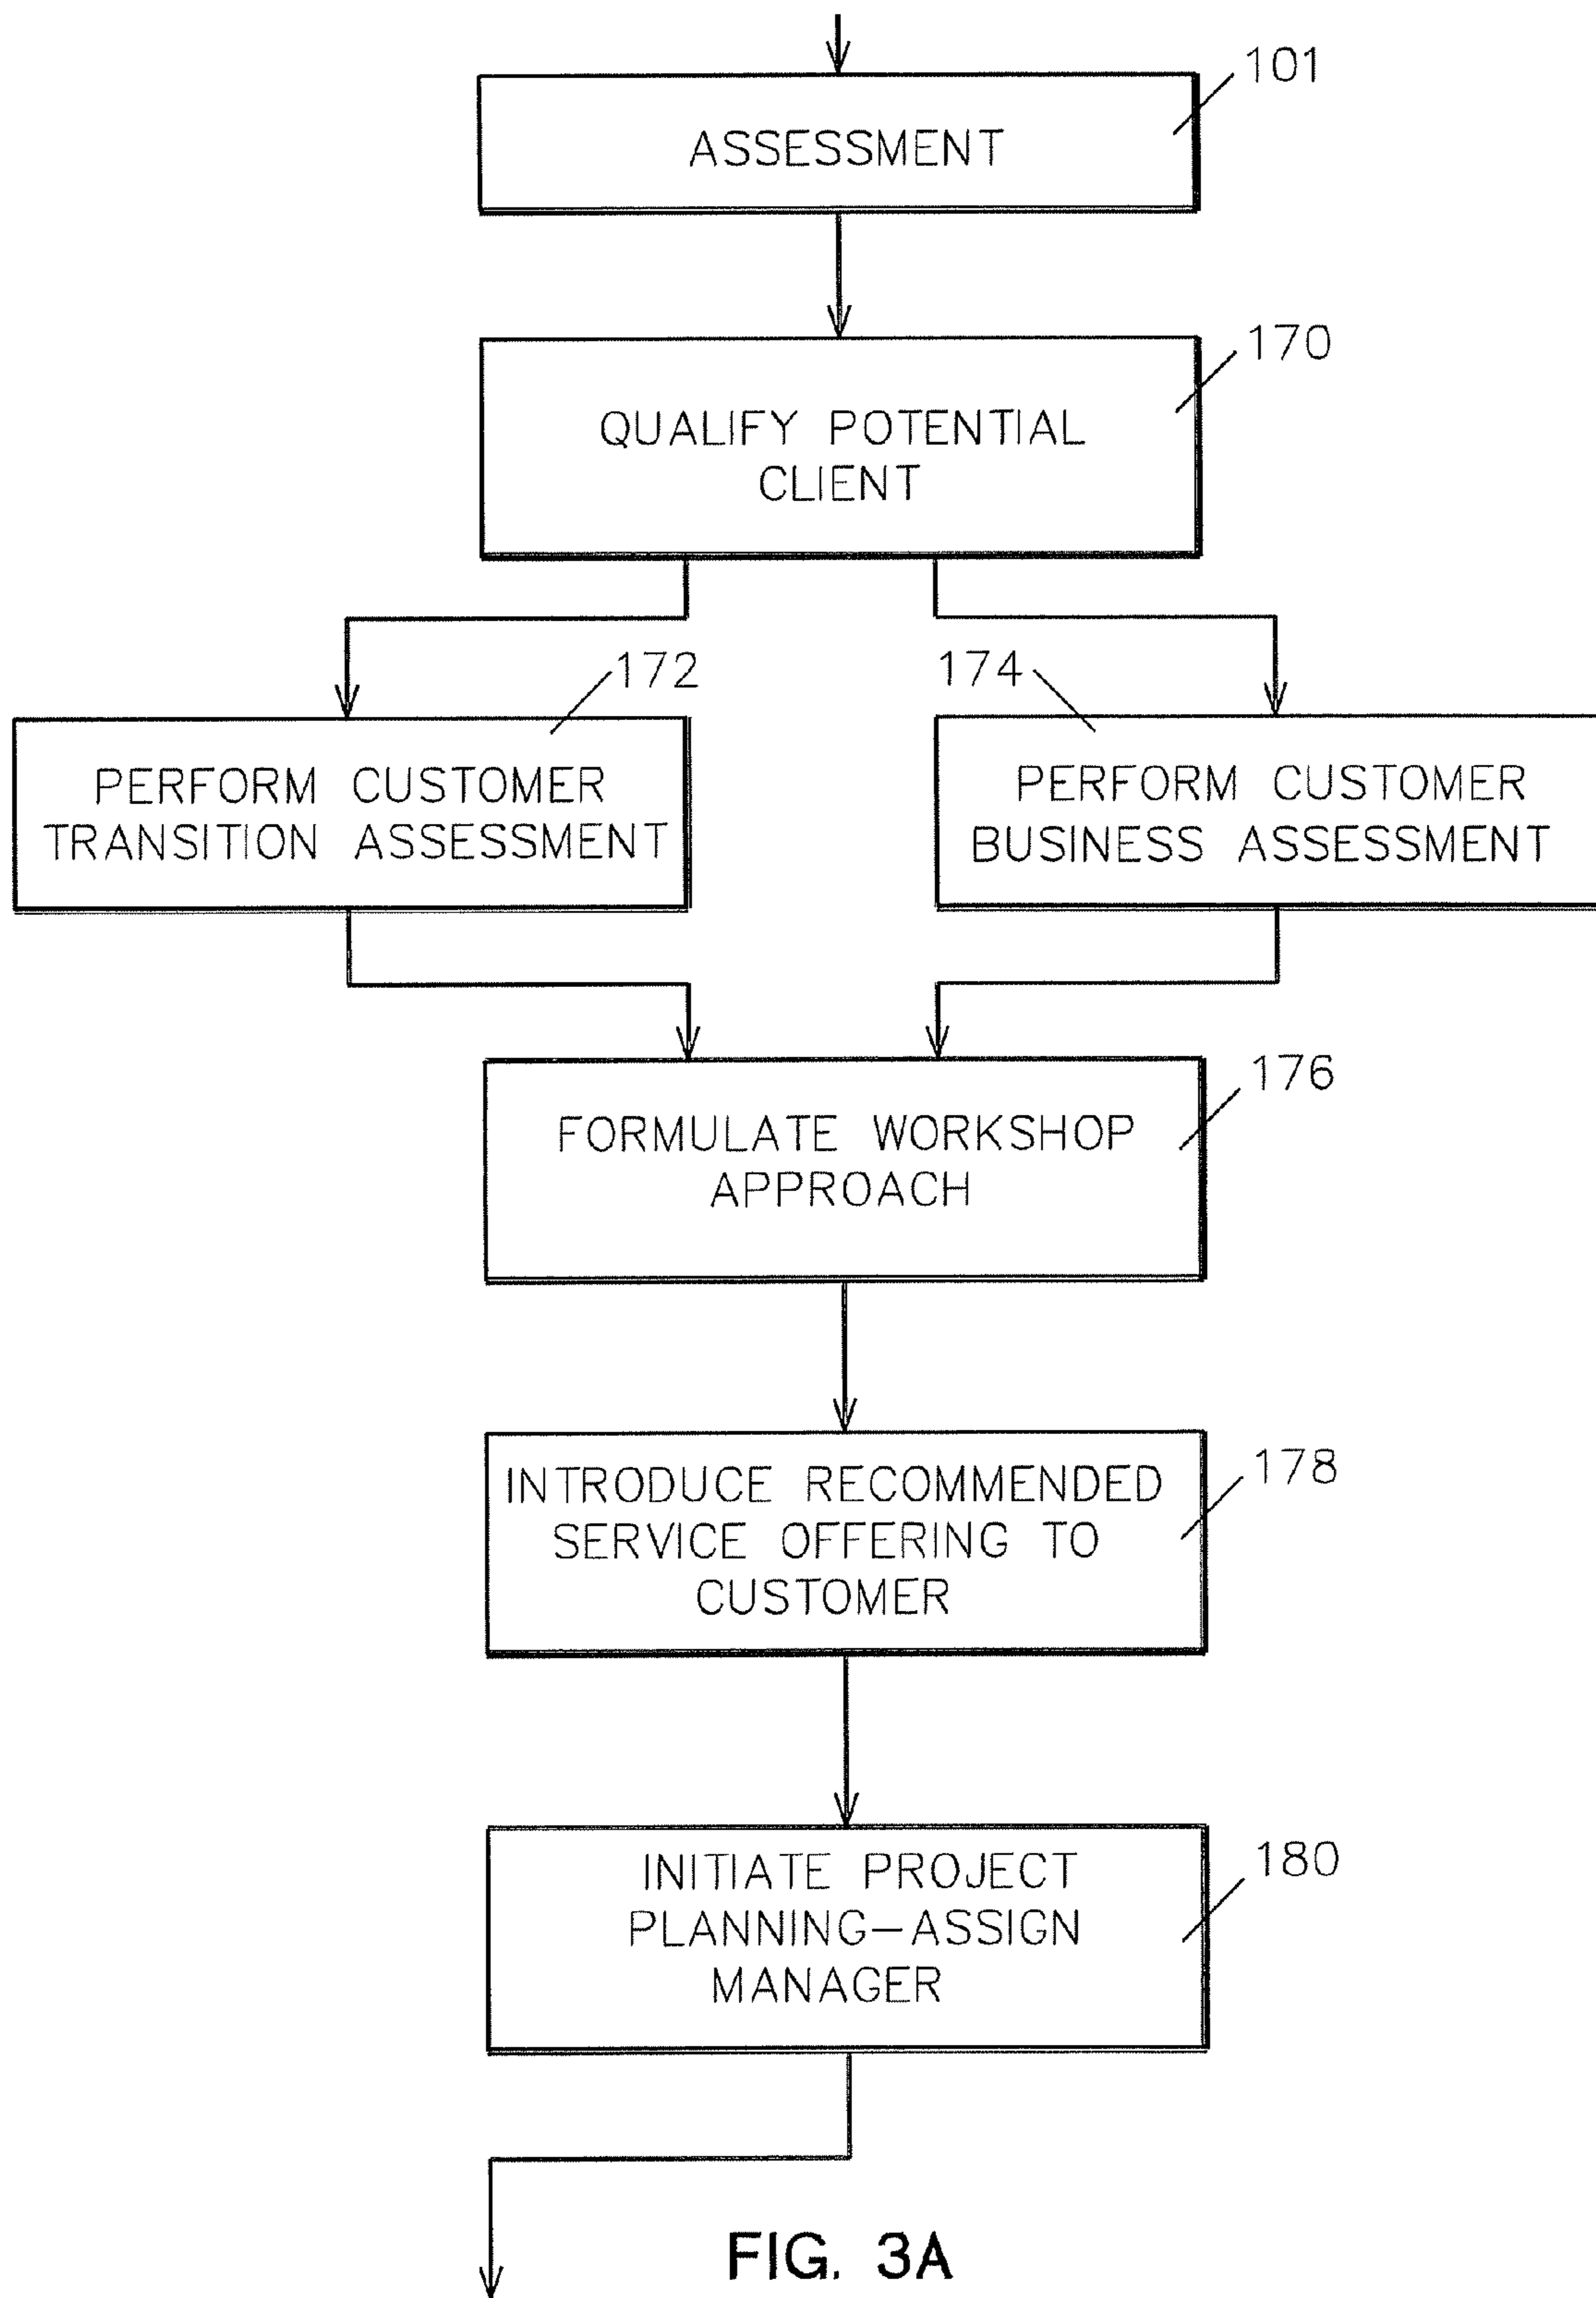 101
ASSESSMENT
170
QUALIFY POTENTIAL
CLIENT
172
174
PERFORM CUSTOMER
TRANSITION ASSESSMENT
PERFORM CUSTOMER
BUSINESS ASSESSMENT
176
FORMULATE WORKSHOP
APPROACH
178
INTRODUCE RECOMMENDED
SERVICE OFFERING TO
CUSTOMER
180
INITIATE PROJECT
PLANNING–ASSIGN
MANAGER
FIG. 3A